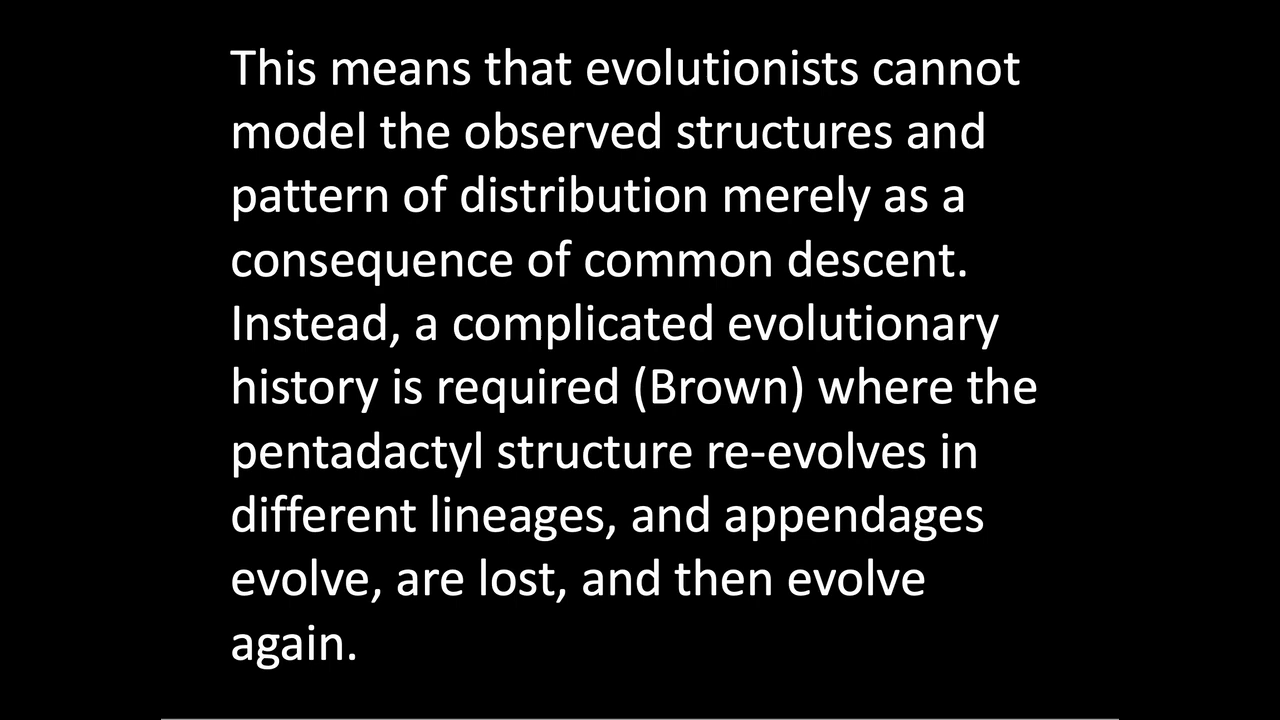 This means that evolutionists cannot
model the observed structures and
pattern of distribution merely as a
consequence of common descent.
Instead, a complicated evolutionary
history is required (Brown) where the
pentadactyl structure re-evolves in
different lineages, and appendages
evolve, are lost, and then evolve
again.